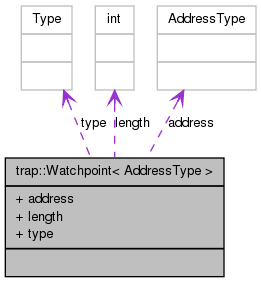 Type int AddressType
type length address
trap::Watchpoint< AddressType >
+ address
+ length
+ type